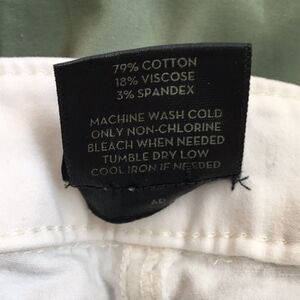 79% COTTON
18% VISCOSE
3% SPANDEX
MACHINE WASH COLD
ONLY NON-CHLORINE
BLEACH WHEN NEEDED
TUMBLE DRY LOW
COOL IRON IF NEEDED